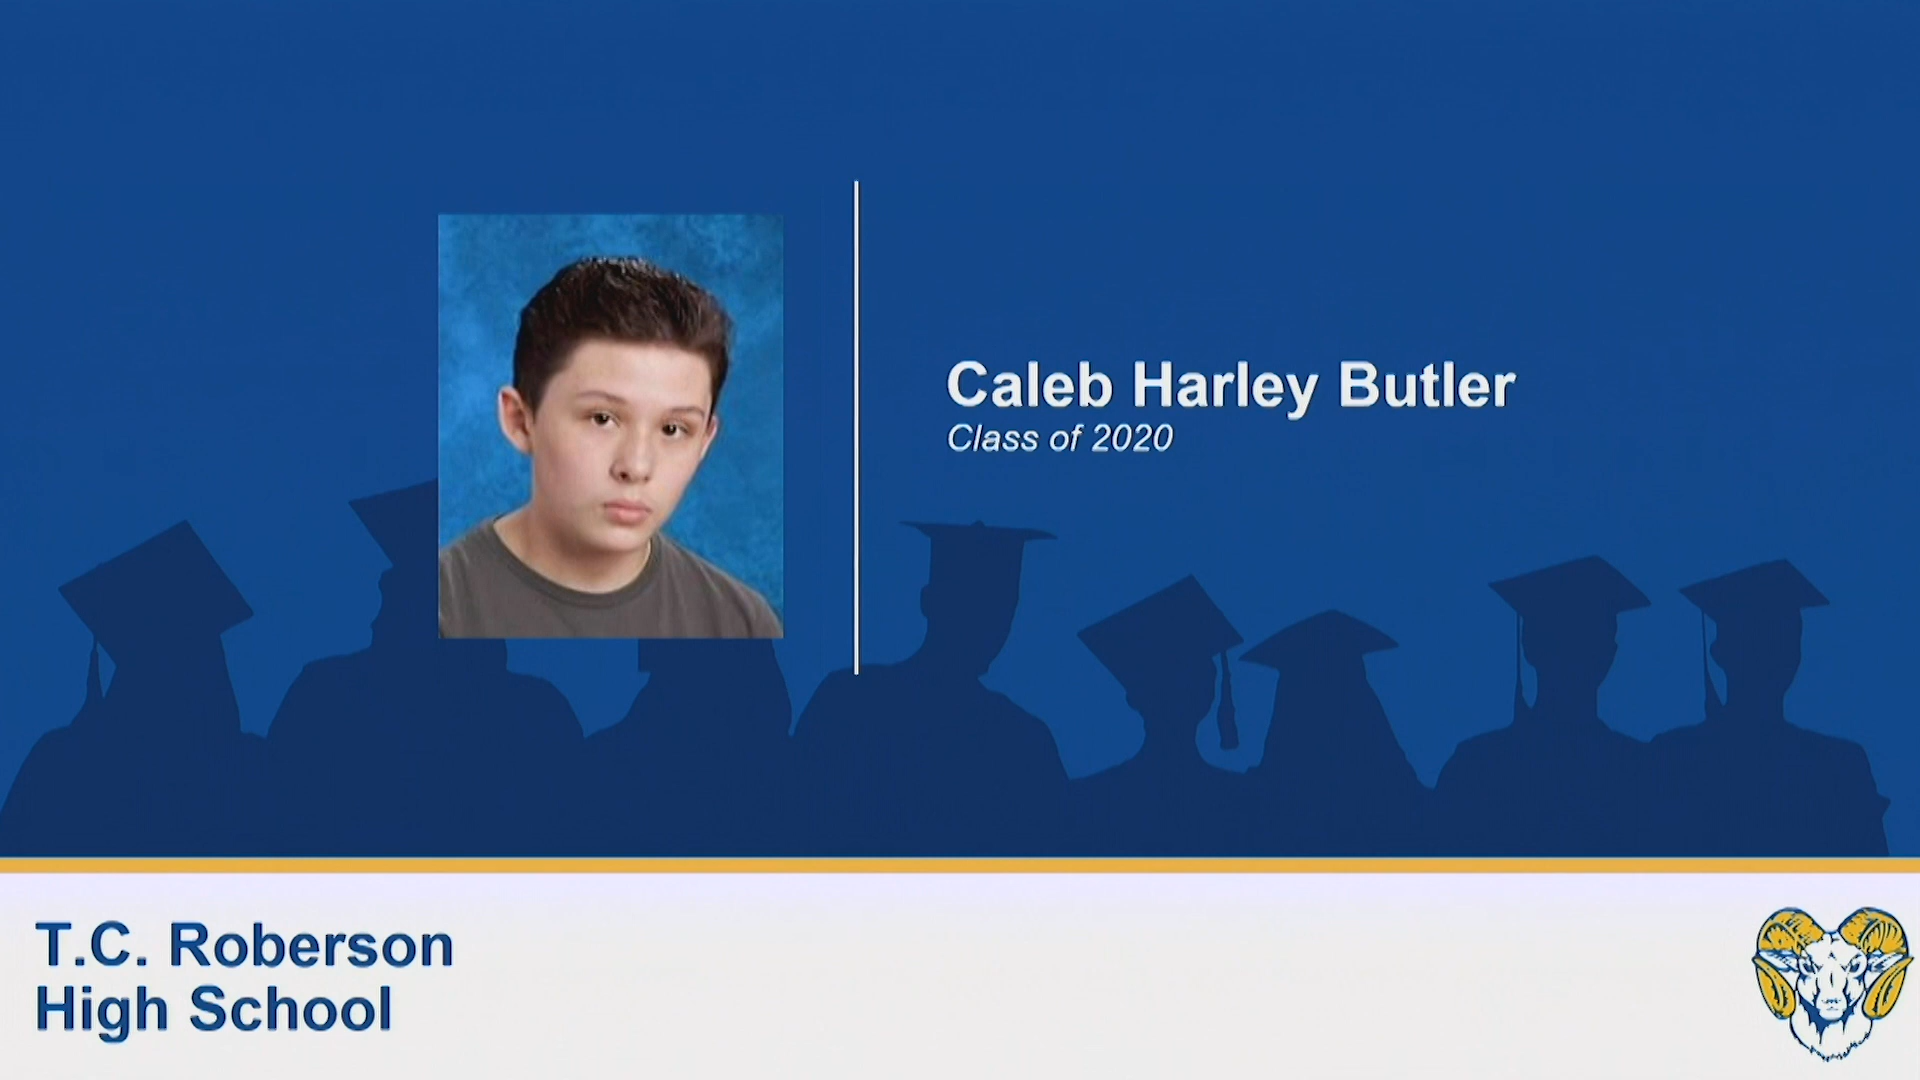 Caleb Harley Butler
Class of 2020
T.C. Roberson
High School